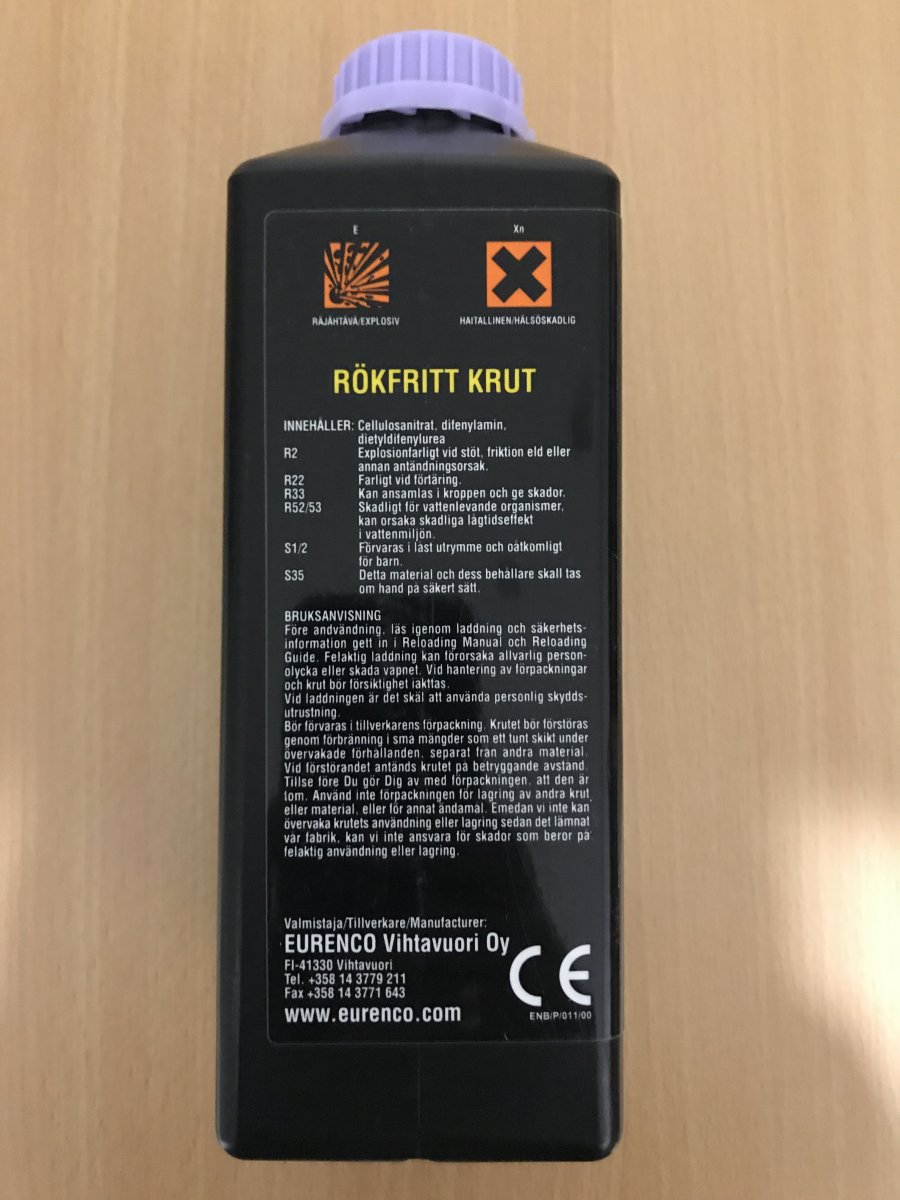 E
Xn
RÄJÄHTÄVÄ/EXPLOSIV
HAITALLINEN/HÄLSÖSKADLIG
RÖKFRITT KRUT
INNEHÅLLER: Cellulosanitrat, difenylamin,
dietyldifenylurea
R2 Explosionfarligt vid stöt, friktion eld eller
annan antändningsorsak.
R22 Farligt vid förtäring.
R33 Kan ansamlas i kroppen och ge skador.
R52/53 Skadligt för vattenlevande organismer,
kan orsaka skadliga lågtidseffekt
i vattenmiljön.
S1/2 Förvaras i låst utrymme och oåtkomligt
för barn.
S35 Detta material och dess behållare skall tas
om hand på säkert sätt.
BRUKSANVISNING
Före andvändning, läs igenom laddning och säkerhets-
information gett in i Reloading Manual och Reloading
Guide. Felaktig laddning kan förorsaka allvarlig person-
olycka eller skada vapnet. Vid hantering av förpackningar
och krut bör försiktighet iakttas.
Vid laddningen är det skäl att använda personlig skydds-
utrustning.
Bör förvaras i tillverkarens förpackning. Krutet bör förstöras
genom förbränning i små mängder som ett tunt skikt under
övervakade förhållanden, separat från andra material.
Vid förstörandet antänds krutet på betryggande avstånd.
Tillse före Du gör Dig av med förpackningen, att den är
tom. Använd inte förpackningen för lagring av andra krut
eller material, eller för annat ändamål. Emedan vi inte kan
övervaka krutets användning eller lagring sedan det lämnat
vår fabrik, kan vi inte ansvara för skador som beror på
felaktig användning eller lagring.
Valmistaja/Tillverkare/Manufacturer:
EURENCO Vihtavuori Oy
FI-41330 Vihtavuori
Tel. +358 14 3779 211
Fax +358 14 3771 643
www.eurenco.com
CE
ENB/P/011/00